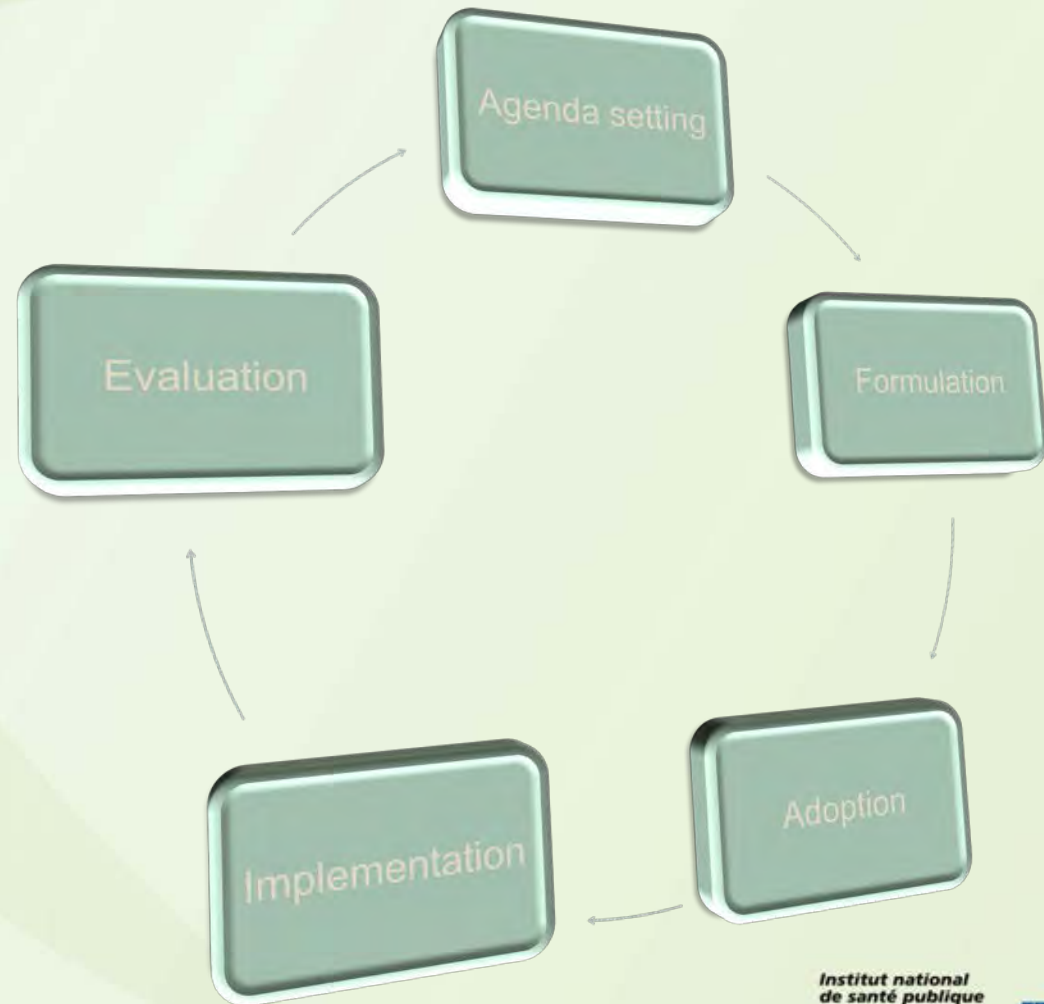 Agenda setting
Formulation
Adoption
Implementation
Evaluation
Institut national
de santé publique